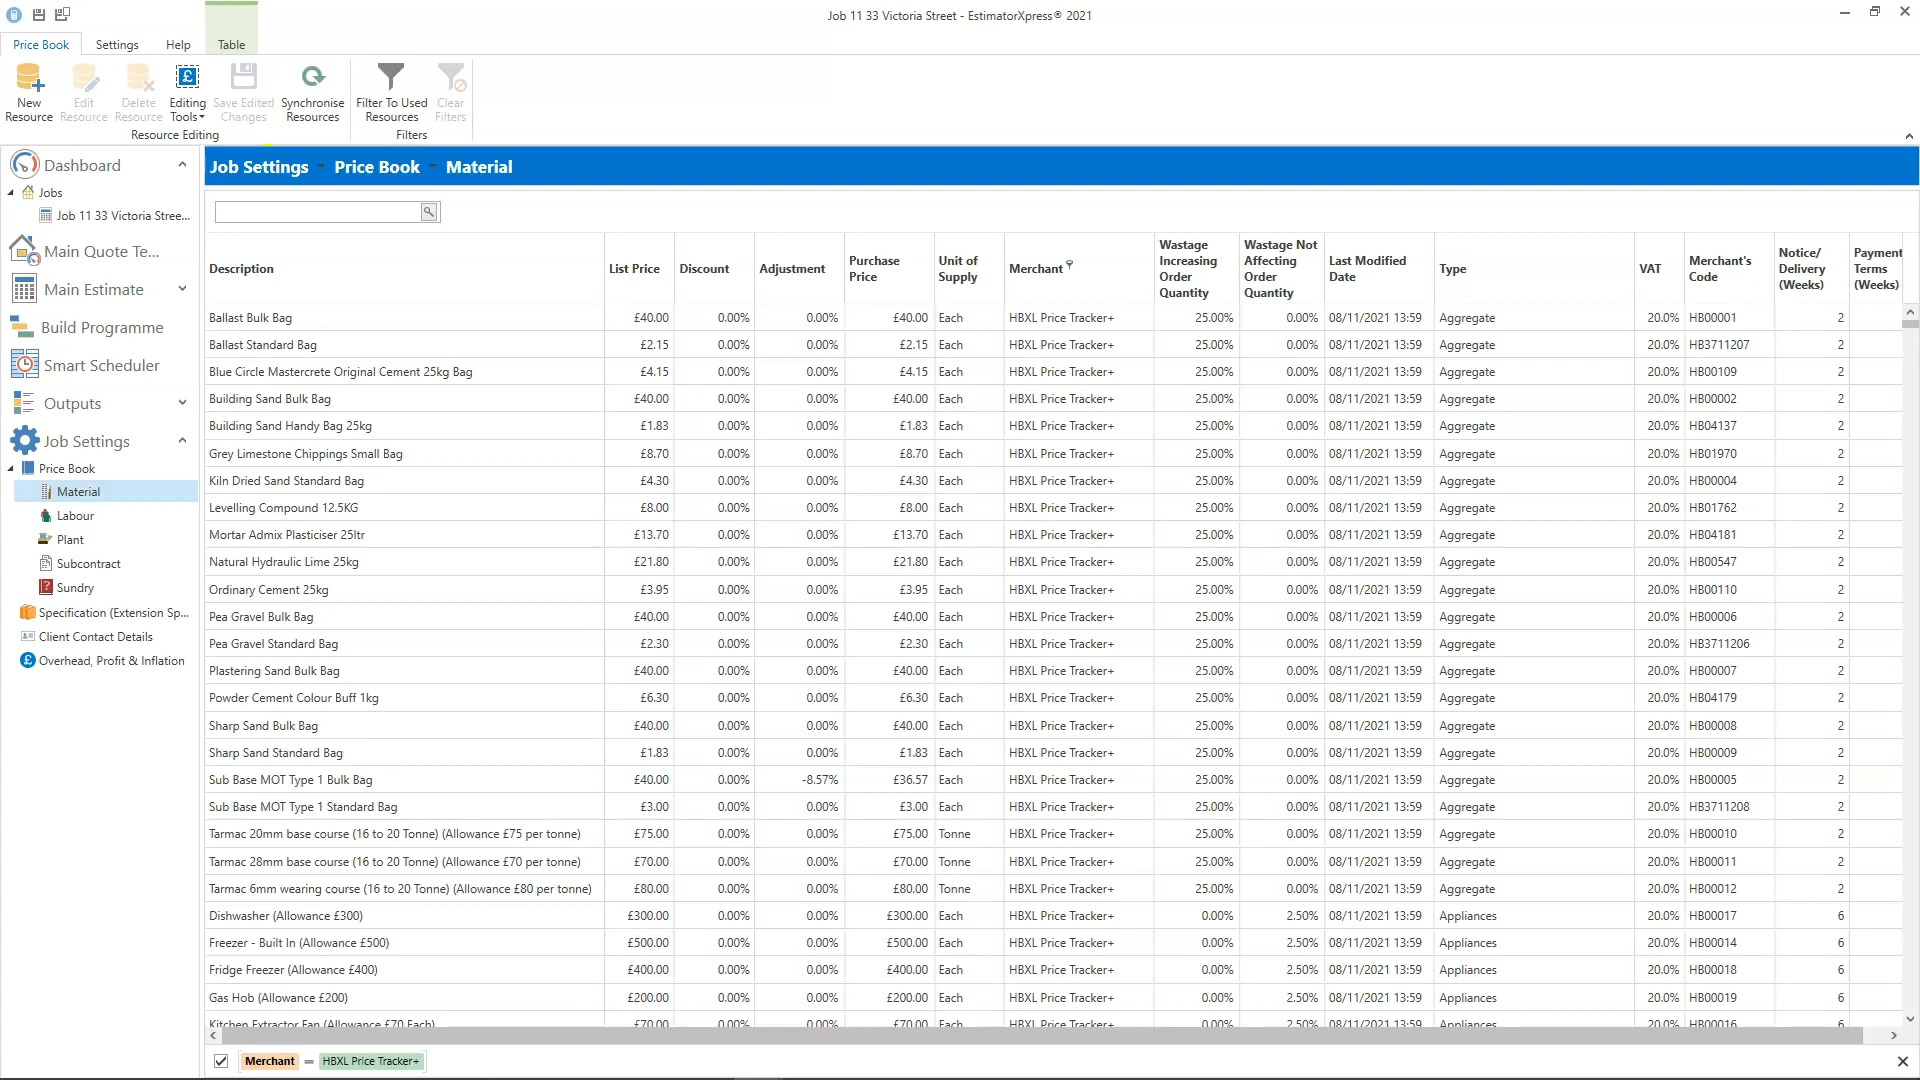 Job 11 33 Victoria Street - EstimatorXpress® 2021
Price Book Settings Help Table
New Resource
Edit Resource
Delete Resource
Editing Tools
Save Edited Changes
Synchronise Resources
Filter To Used Resources
Clear Filters
Resource Editing
Filters
Dashboard
Jobs
Job 11 33 Victoria Stree...
Main Quote Te...
Main Estimate
Build Programme
Smart Scheduler
Outputs
Job Settings
Price Book
Material
Labour
Plant
Subcontract
Sundry
Specification (Extension Sp...
Client Contact Details
Overhead, Profit & Inflation
Job Settings Price Book Material
Description List Price Discount Adjustment Purchase Price Unit of Supply Merchant Wastage Increasing Order Quantity Wastage Not Affecting Order Quantity Last Modified Date Type VAT Merchant's Code Notice/ Delivery (Weeks) Payment Terms (Weeks)
Ballast Bulk Bag £40.00 0.00% 0.00% £40.00 Each HBXL Price Tracker+ 25.00% 0.00% 08/11/2021 13:59 Aggregate 20.0% HB00001 2
Ballast Standard Bag £2.15 0.00% 0.00% £2.15 Each HBXL Price Tracker+ 25.00% 0.00% 08/11/2021 13:59 Aggregate 20.0% HB3711207 2
Blue Circle Mastercrete Original Cement 25kg Bag £4.15 0.00% 0.00% £4.15 Each HBXL Price Tracker+ 25.00% 0.00% 08/11/2021 13:59 Aggregate 20.0% HB00109 2
Building Sand Bulk Bag £40.00 0.00% 0.00% £40.00 Each HBXL Price Tracker+ 25.00% 0.00% 08/11/2021 13:59 Aggregate 20.0% HB00002 2
Building Sand Handy Bag 25kg £1.83 0.00% 0.00% £1.83 Each HBXL Price Tracker+ 25.00% 0.00% 08/11/2021 13:59 Aggregate 20.0% HB04137 2
Grey Limestone Chippings Small Bag £8.70 0.00% 0.00% £8.70 Each HBXL Price Tracker+ 25.00% 0.00% 08/11/2021 13:59 Aggregate 20.0% HB01970 2
Kiln Dried Sand Standard Bag £4.30 0.00% 0.00% £4.30 Each HBXL Price Tracker+ 25.00% 0.00% 08/11/2021 13:59 Aggregate 20.0% HB00004 2
Levelling Compound 12.5KG £8.00 0.00% 0.00% £8.00 Each HBXL Price Tracker+ 25.00% 0.00% 08/11/2021 13:59 Aggregate 20.0% HB01762 2
Mortar Admix Plasticiser 25ltr £13.70 0.00% 0.00% £13.70 Each HBXL Price Tracker+ 25.00% 0.00% 08/11/2021 13:59 Aggregate 20.0% HB04181 2
Natural Hydraulic Lime 25kg £21.80 0.00% 0.00% £21.80 Each HBXL Price Tracker+ 25.00% 0.00% 08/11/2021 13:59 Aggregate 20.0% HB00547 2
Ordinary Cement 25kg £3.95 0.00% 0.00% £3.95 Each HBXL Price Tracker+ 25.00% 0.00% 08/11/2021 13:59 Aggregate 20.0% HB00110 2
Pea Gravel Bulk Bag £40.00 0.00% 0.00% £40.00 Each HBXL Price Tracker+ 25.00% 0.00% 08/11/2021 13:59 Aggregate 20.0% HB00006 2
Pea Gravel Standard Bag £2.30 0.00% 0.00% £2.30 Each HBXL Price Tracker+ 25.00% 0.00% 08/11/2021 13:59 Aggregate 20.0% HB3711206 2
Plastering Sand Bulk Bag £40.00 0.00% 0.00% £40.00 Each HBXL Price Tracker+ 25.00% 0.00% 08/11/2021 13:59 Aggregate 20.0% HB00007 2
Powder Cement Colour Buff 1kg £6.30 0.00% 0.00% £6.30 Each HBXL Price Tracker+ 25.00% 0.00% 08/11/2021 13:59 Aggregate 20.0% HB04179 2
Sharp Sand Bulk Bag £40.00 0.00% 0.00% £40.00 Each HBXL Price Tracker+ 25.00% 0.00% 08/11/2021 13:59 Aggregate 20.0% HB00008 2
Sharp Sand Standard Bag £1.83 0.00% 0.00% £1.83 Each HBXL Price Tracker+ 25.00% 0.00% 08/11/2021 13:59 Aggregate 20.0% HB00009 2
Sub Base MOT Type 1 Bulk Bag £40.00 0.00% -8.57% £36.57 Each HBXL Price Tracker+ 25.00% 0.00% 08/11/2021 13:59 Aggregate 20.0% HB00005 2
Sub Base MOT Type 1 Standard Bag £3.00 0.00% 0.00% £3.00 Each HBXL Price Tracker+ 25.00% 0.00% 08/11/2021 13:59 Aggregate 20.0% HB3711208 2
Tarmac 20mm base course (16 to 20 Tonne) (Allowance £75 per tonne) £75.00 0.00% 0.00% £75.00 Tonne HBXL Price Tracker+ 25.00% 0.00% 08/11/2021 13:59 Aggregate 20.0% HB00010 2
Tarmac 28mm base course (16 to 20 Tonne) (Allowance £70 per tonne) £70.00 0.00% 0.00% £70.00 Tonne HBXL Price Tracker+ 25.00% 0.00% 08/11/2021 13:59 Aggregate 20.0% HB00011 2
Tarmac 6mm wearing course (16 to 20 Tonne) (Allowance £80 per tonne) £80.00 0.00% 0.00% £80.00 Tonne HBXL Price Tracker+ 25.00% 0.00% 08/11/2021 13:59 Aggregate 20.0% HB00012 2
Dishwasher (Allowance £300) £300.00 0.00% 0.00% £300.00 Each HBXL Price Tracker+ 0.00% 2.50% 08/11/2021 13:59 Appliances 20.0% HB00017 6
Freezer - Built In (Allowance £500) £500.00 0.00% 0.00% £500.00 Each HBXL Price Tracker+ 0.00% 2.50% 08/11/2021 13:59 Appliances 20.0% HB00014 6
Fridge Freezer (Allowance £400) £400.00 0.00% 0.00% £400.00 Each HBXL Price Tracker+ 0.00% 2.50% 08/11/2021 13:59 Appliances 20.0% HB00018 6
Gas Hob (Allowance £200) £200.00 0.00% 0.00% £200.00 Each HBXL Price Tracker+ 0.00% 2.50% 08/11/2021 13:59 Appliances 20.0% HB00019 6
Kitchen Extractor Fan (Allowance £70 Each) £70.00 0.00% 0.00% £70.00 Each HBXL Price Tracker+ 0.00% 2.50% 08/11/2021 13:59 Appliances 20.0% HB00016 6
Merchant = HBXL Price Tracker+